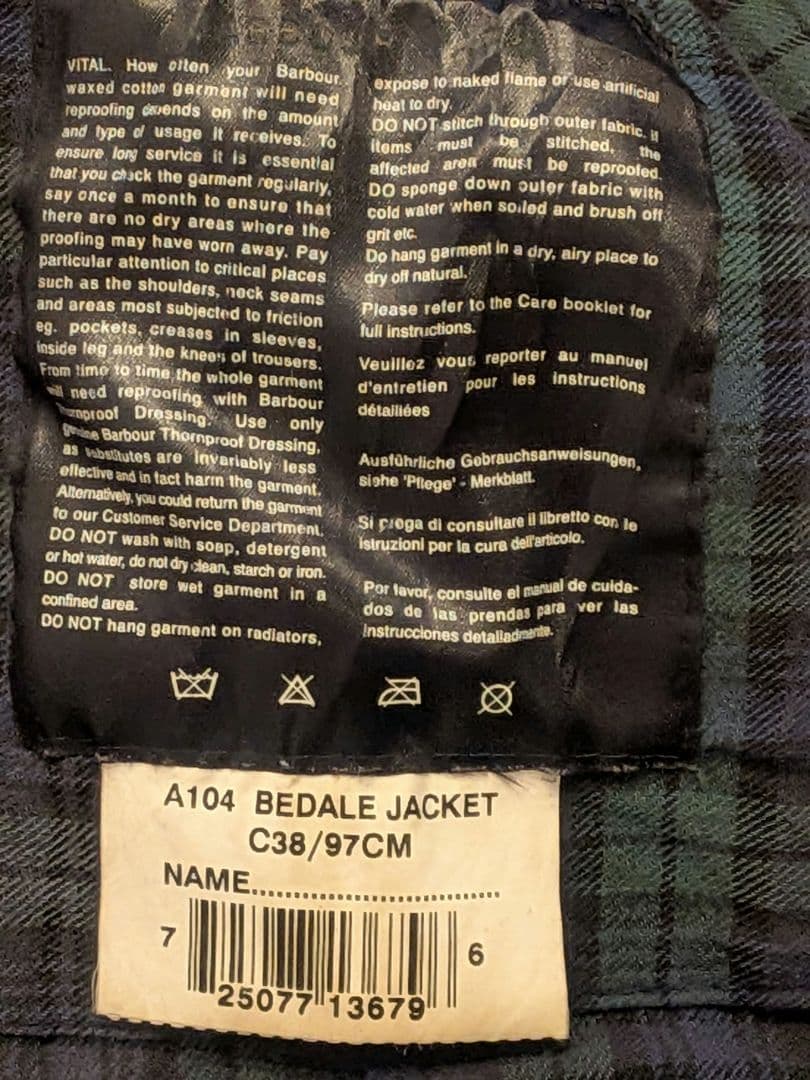 VITAL. How often your Barbour
waxed cotton garment will need
reproofing depends on the amount
and type of usage it receives. To
ensure long service it is essential
that you check the garment regularly,
say once a month to ensure that
there are no dry areas where the
proofing may have worn away. Pay
particular attention to critical places
such as the shoulders, neck seams
and areas most subjected to friction
eg. pockets, creases in sleeves,
inside leg and the knees of trousers.
From time to time the whole garment
will need reproofing with Barbour
Thornproof Dressing. Use only
genuine Barbour Thornproof Dressing,
as substitutes are invariably less
effective and in fact harm the garment.
Alternatively, you could return the garment
to our Customer Service Department.
DO NOT wash with soap, detergent
or hot water, do not dry clean, starch or iron.
DO NOT store wet garment in a
confined area.
DO NOT hang garment on radiators,
expose to naked flame or use artificial
heat to dry.
DO NOT stitch through outer fabric. If
items must be stitched, the
affected area must be reproofed.
DO sponge down outer fabric with
cold water when soiled and brush off
grit etc.
Do hang garment in a dry, airy place to
dry off natural.
Please refer to the Care booklet for
full instructions.
Veuillez vous reporter au manuel
d'entretien pour les instructions
détaillées
Ausführliche Gebrauchsanweisungen,
siehe 'Pflege' - Merkblatt.
Si prega di consultare il libretto con le
istruzioni per la cura dell'articolo.
Por favor, consulte el manual de cuida-
dos de las prendas para ver las
instrucciones detalladmente.
A104 BEDALE JACKET
C38/97CM
NAME..............................
7 25077 13679 6